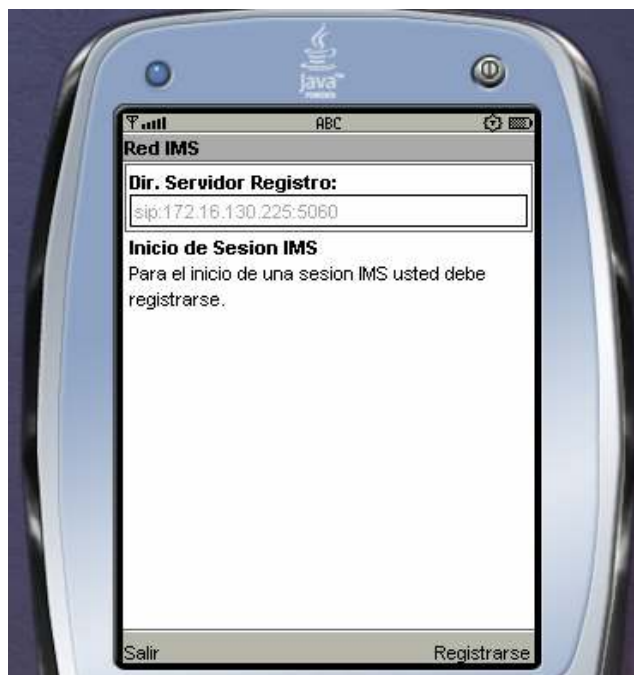 Java
POWERED
ABC
Red IMS
Dir. Servidor Registro:
sip:172.16.130.225:5060
Inicio de Sesion IMS
Para el inicio de una sesion IMS usted debe
registrarse.
Salir
Registrarse